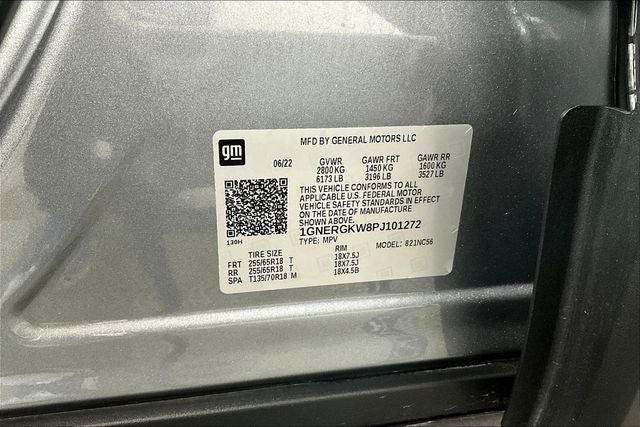 gm
MFD BY GENERAL MOTORS LLC
06/22 GVWR GAWR FRT GAWR RR
2800 KG 1450 KG 1600 KG
6173 LB 3196 LB 3527 LB
THIS VEHICLE CONFORMS TO ALL
APPLICABLE U.S. FEDERAL MOTOR
VEHICLE SAFETY STANDARDS IN EFFECT
ON THE DATE OF MANUFACTURE
SHOWN ABOVE.
1GNERGKW8PJ101272
130H
TYPE: MPV MODEL: 821NC56
TIRE SIZE RIM
FRT 255/65R18 T 18X7.5J
RR 255/65R18 T 18X7.5J
SPA T135/70R18 M 18X4.5B